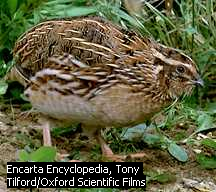 Encarta Encyclopedia, Tony
Tilford/Oxford Scientific Films